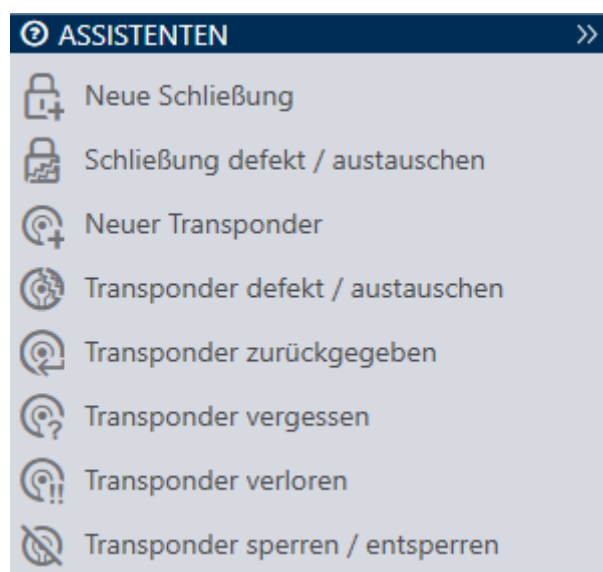 ASSISTENTEN
Neue Schließung
Schließung defekt / austauschen
Neuer Transponder
Transponder defekt / austauschen
Transponder zurückgegeben
Transponder vergessen
Transponder verloren
Transponder sperren / entsperren